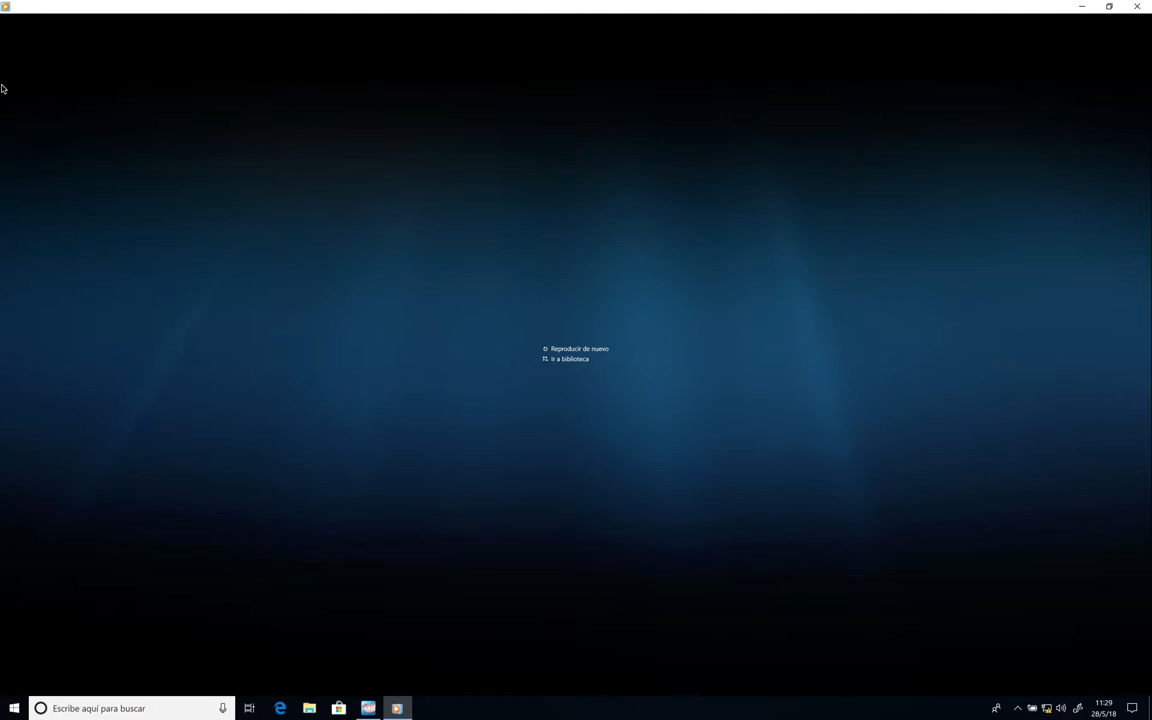 Reproducir de nuevo
Ir a biblioteca
Escribe aquí para buscar
11:29
28/5/18